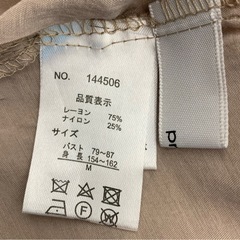 NO. 144506
品質表示
レーヨン 75%
ナイロン 25%
サイズ
バスト 79~87
身長 154~162
M